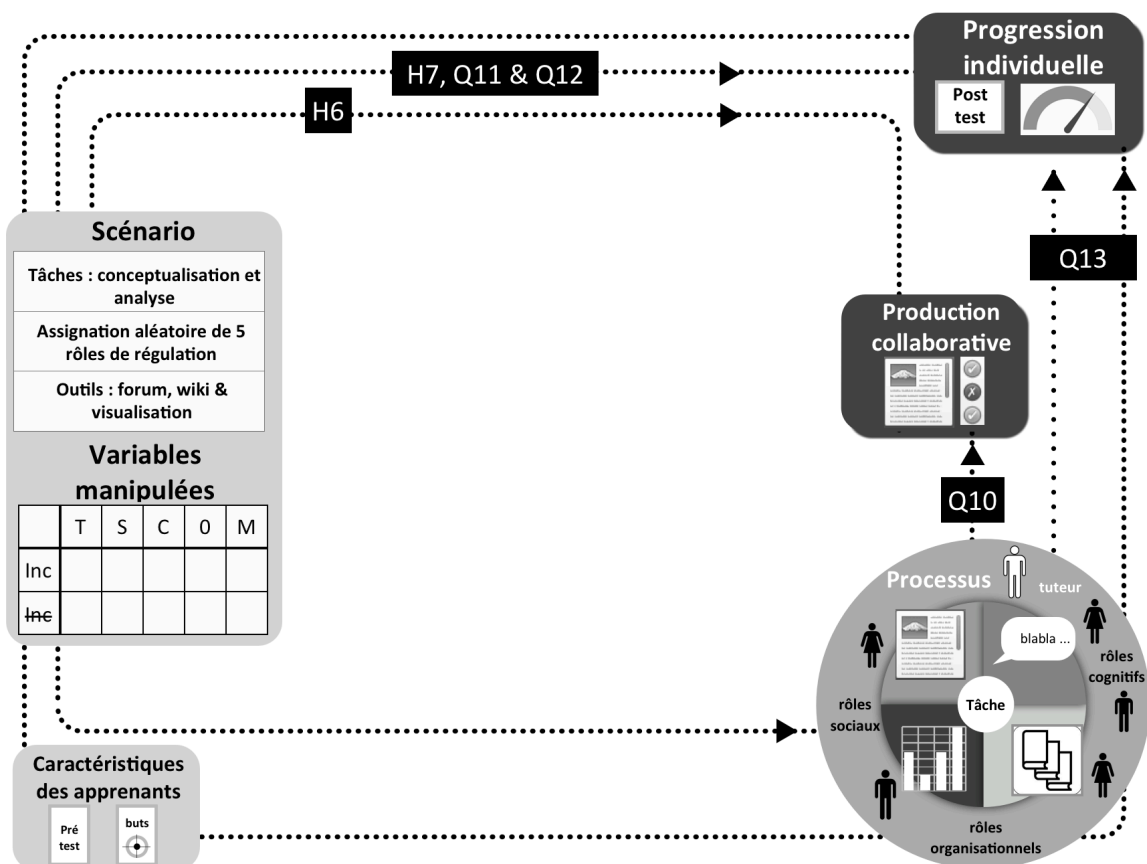 Progression
individuelle
Post
test
H7, Q11 & Q12
H6
Scénario
Tâches : conceptualisation et
analyse
Assignation aléatoire de 5
rôles de régulation
Outils : forum, wiki &
visualisation
Variables
manipulées
T S C 0 M
Inc
Inc
Q13
Production
collaborative
Q10
Processus
tuteur
blabla ...
rôles
cognitifs
Tâche
rôles
sociaux
rôles
organisationnels
Caractéristiques
des apprenants
Pré
test
buts